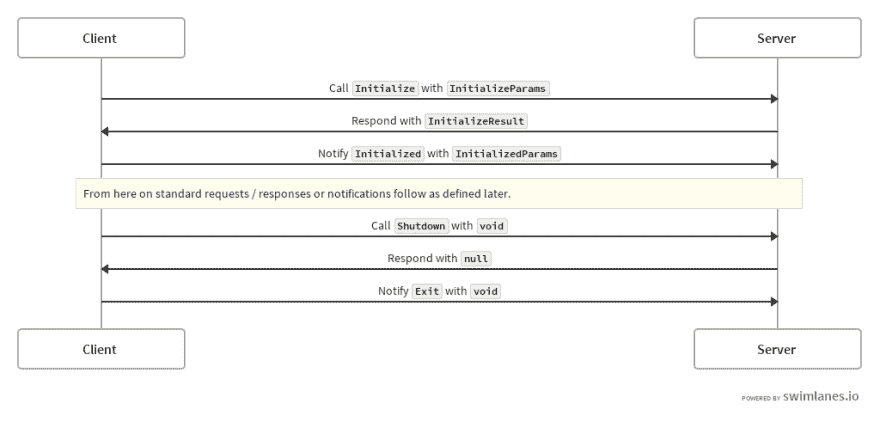 Client Server
Call Initialize with InitializeParams
Respond with InitializeResult
Notify Initialized with InitializedParams
From here on standard requests / responses or notifications follow as defined later.
Call Shutdown with void
Respond with null
Notify Exit with void
Client Server
POWERED BY swimlanes.io